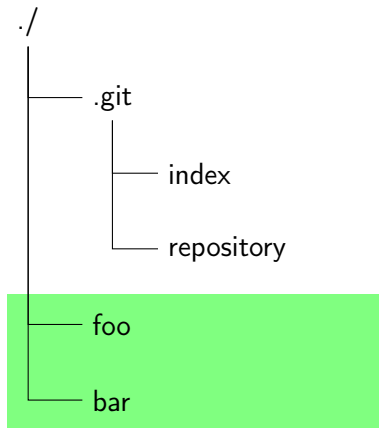 ./
.git
index
repository
foo
bar